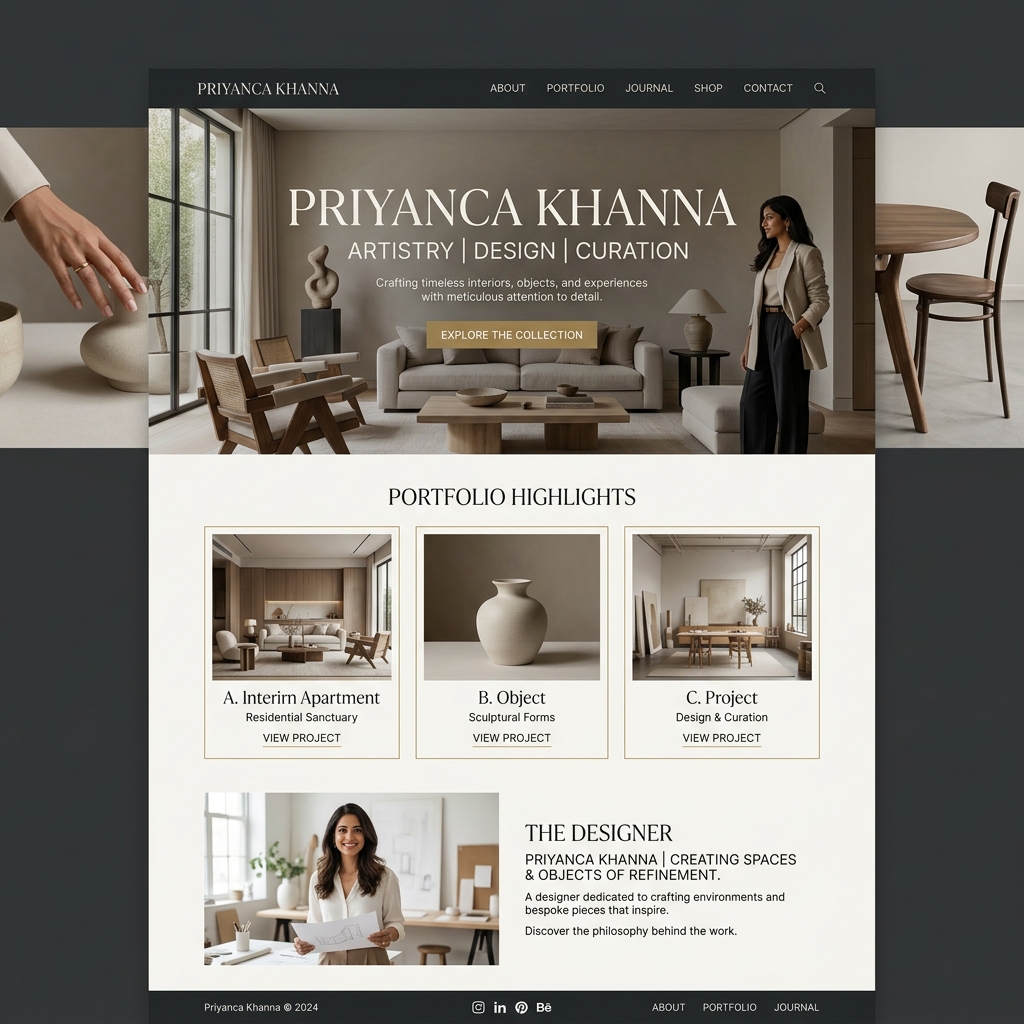 PRIYANCA KHANNA
ABOUT PORTFOLIO JOURNAL SHOP CONTACT
PRIYANCA KHANNA
ARTISTRY | DESIGN | CURATION
Crafting timeless interiors, objects, and experiences
with meticulous attention to detail.
EXPLORE THE COLLECTION
PORTFOLIO HIGHLIGHTS
A. Interirn Apartment
Residential Sanctuary
VIEW PROJECT
B. Object
Sculptural Forms
VIEW PROJECT
C. Project
Design & Curation
VIEW PROJECT
THE DESIGNER
PRIYANCA KHANNA | CREATING SPACES
& OBJECTS OF REFINEMENT.
A designer dedicated to crafting environments and
bespoke pieces that inspire.
Discover the philosophy behind the work.
Priyanca Khanna © 2024
in Bē
ABOUT PORTFOLIO JOURNAL